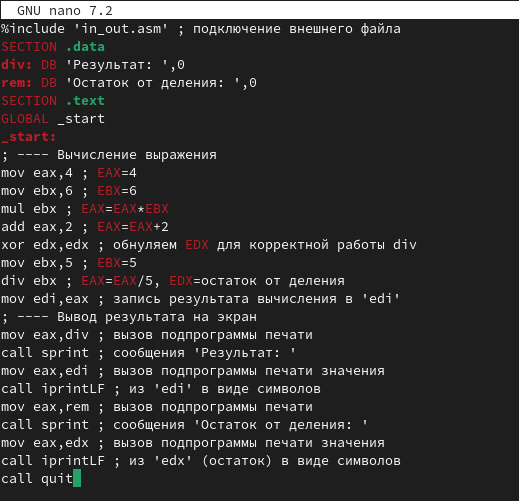 GNU nano 7.2
%include 'in_out.asm' ; подключение внешнего файла
SECTION .data
div: DB 'Результат: ',0
rem: DB 'Остаток от деления: ',0
SECTION .text
GLOBAL _start
_start:
; ---- Вычисление выражения
mov eax,4 ; EAX=4
mov ebx,6 ; EBX=6
mul ebx ; EAX=EAX*EBX
add eax,2 ; EAX=EAX+2
xor edx,edx ; обнуляем EDX для корректной работы div
mov ebx,5 ; EBX=5
div ebx ; EAX=EAX/5, EDX=остаток от деления
mov edi,eax ; запись результата вычисления в 'edi'
; ---- Вывод результата на экран
mov eax,div ; вызов подпрограммы печати
call sprint ; сообщения 'Результат: '
mov eax,edi ; вызов подпрограммы печати значения
call iprintLF ; из 'edi' в виде символов
mov eax,rem ; вызов подпрограммы печати
call sprint ; сообщения 'Остаток от деления: '
mov eax,edx ; вызов подпрограммы печати значения
call iprintLF ; из 'edx' (остаток) в виде символов
call quit